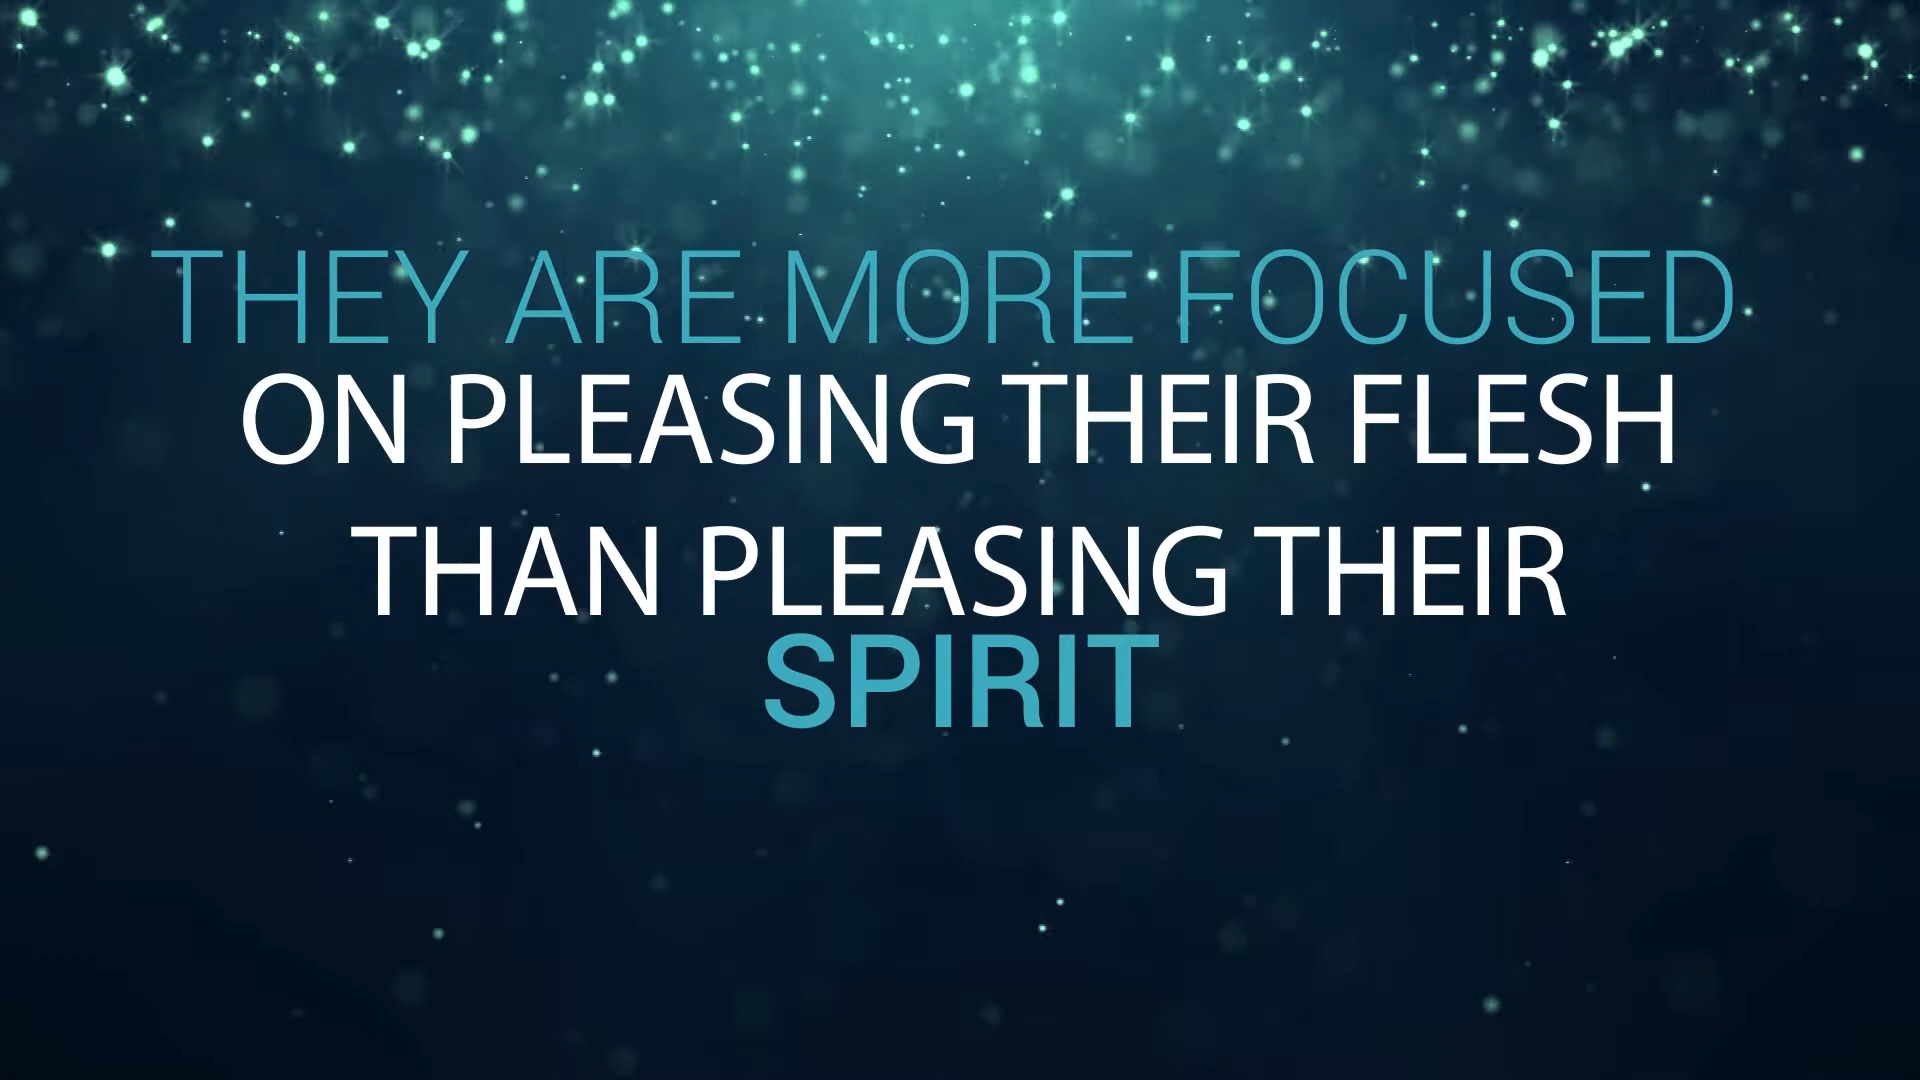 THEY ARE MORE FOCUSED
ON PLEASING THEIR FLESH
THAN PLEASING THEIR
SPIRIT